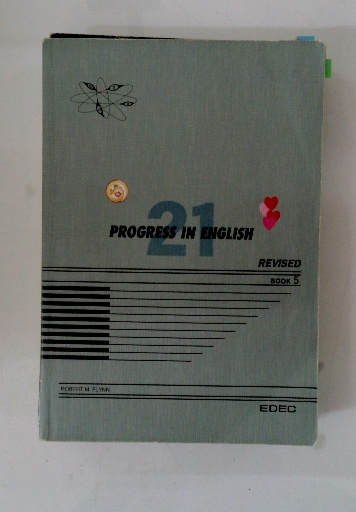 21
PROGRESS IN ENGLISH
REVISED
BOOK 5
ROBERT M. FLYNN
EDEC